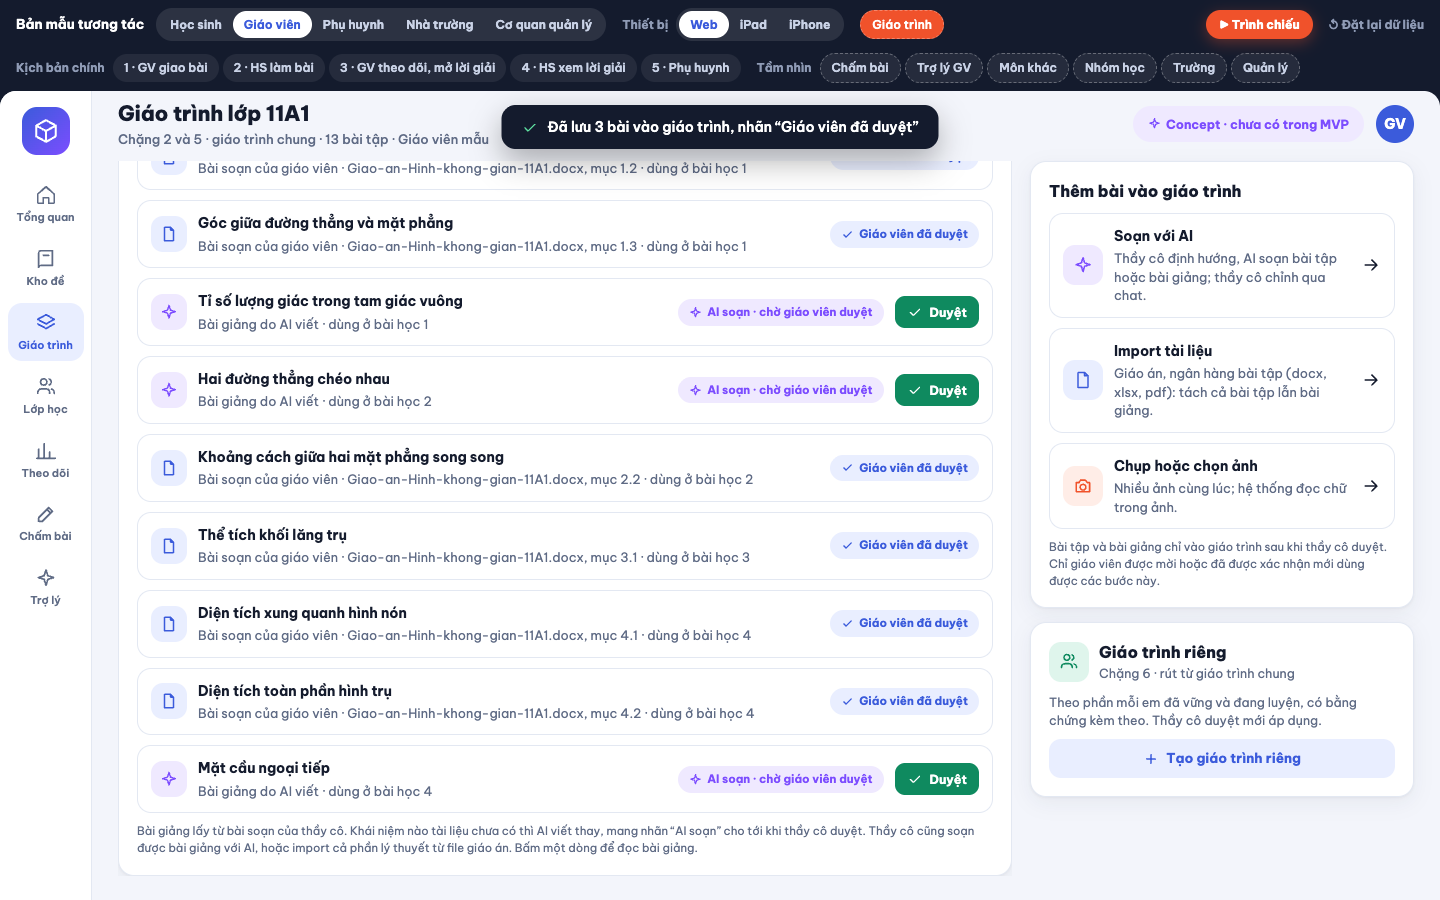 Bản mẫu tương tác
Học sinh
Giáo viên
Phụ huynh
Nhà trường
Cơ quan quản lý
Thiết bị
Web
iPad
iPhone
Giáo trình
Trình chiếu
Đặt lại dữ liệu
Kịch bản chính
1 · GV giao bài
2 · HS làm bài
3 · GV theo dõi, mở lời giải
4 · HS xem lời giải
5 · Phụ huynh
Tầm nhìn
Chấm bài
Trợ lý GV
Môn khác
Nhóm học
Trường
Quản lý
Giáo trình lớp 11A1
Chặng 2 và 5 · giáo trình chung · 13 bài tập · Giáo viên mẫu
Đã lưu 3 bài vào giáo trình, nhãn “Giáo viên đã duyệt”
Concept · chưa có trong MVP
GV
Tổng quan
Kho đề
Giáo trình
Lớp học
Theo dõi
Chấm bài
Trợ lý
Bài soạn của giáo viên · Giao-an-Hinh-khong-gian-11A1.docx, mục 1.2 · dùng ở bài học 1
Góc giữa đường thẳng và mặt phẳng
Bài soạn của giáo viên · Giao-an-Hinh-khong-gian-11A1.docx, mục 1.3 · dùng ở bài học 1
Giáo viên đã duyệt
Tỉ số lượng giác trong tam giác vuông
Bài giảng do AI viết · dùng ở bài học 1
AI soạn · chờ giáo viên duyệt
Duyệt
Hai đường thẳng chéo nhau
Bài giảng do AI viết · dùng ở bài học 2
AI soạn · chờ giáo viên duyệt
Duyệt
Khoảng cách giữa hai mặt phẳng song song
Bài soạn của giáo viên · Giao-an-Hinh-khong-gian-11A1.docx, mục 2.2 · dùng ở bài học 2
Giáo viên đã duyệt
Thể tích khối lăng trụ
Bài soạn của giáo viên · Giao-an-Hinh-khong-gian-11A1.docx, mục 3.1 · dùng ở bài học 3
Giáo viên đã duyệt
Diện tích xung quanh hình nón
Bài soạn của giáo viên · Giao-an-Hinh-khong-gian-11A1.docx, mục 4.1 · dùng ở bài học 4
Giáo viên đã duyệt
Diện tích toàn phần hình trụ
Bài soạn của giáo viên · Giao-an-Hinh-khong-gian-11A1.docx, mục 4.2 · dùng ở bài học 4
Giáo viên đã duyệt
Mặt cầu ngoại tiếp
Bài giảng do AI viết · dùng ở bài học 4
AI soạn · chờ giáo viên duyệt
Duyệt
Bài giảng lấy từ bài soạn của thầy cô. Khái niệm nào tài liệu chưa có thì AI viết thay, mang nhãn “AI soạn” cho tới khi thầy cô duyệt. Thầy cô cũng soạn
được bài giảng với AI, hoặc import cả phần lý thuyết từ file giáo án. Bấm một dòng để đọc bài giảng.
Thêm bài vào giáo trình
Soạn với AI
Thầy cô định hướng, AI soạn bài tập
hoặc bài giảng; thầy cô chỉnh qua
chat.
Import tài liệu
Giáo án, ngân hàng bài tập (docx,
xlsx, pdf): tách cả bài tập lẫn bài
giảng.
Chụp hoặc chọn ảnh
Nhiều ảnh cùng lúc; hệ thống đọc chữ
trong ảnh.
Bài tập và bài giảng chỉ vào giáo trình sau khi thầy cô duyệt.
Chỉ giáo viên được mời hoặc đã được xác nhận mới dùng
được các bước này.
Giáo trình riêng
Chặng 6 · rút từ giáo trình chung
Theo phần mỗi em đã vững và đang luyện, có bằng
chứng kèm theo. Thầy cô duyệt mới áp dụng.
Tạo giáo trình riêng